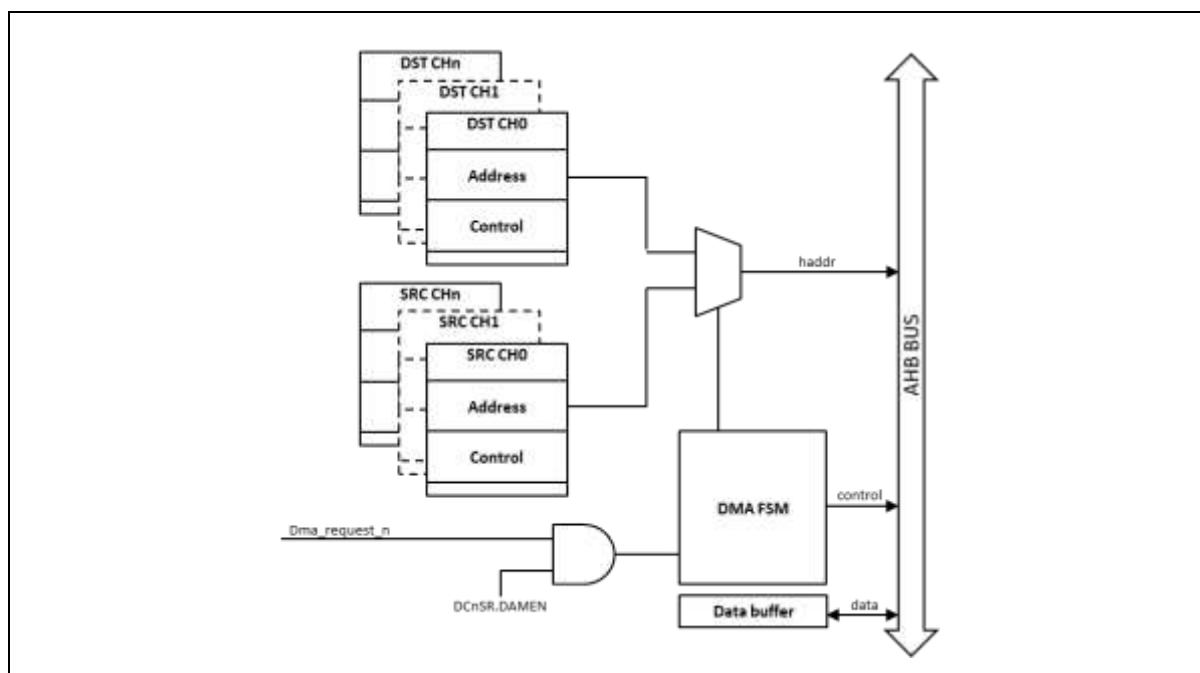 DST CHn
DST CH1
DST CH0
Address
Control
haddr
SRC CHn
SRC CH1
SRC CH0
Address
Control
AHB BUS
DMA FSM
control
Dma_request_n
DCnSR.DAMEN
Data buffer
data